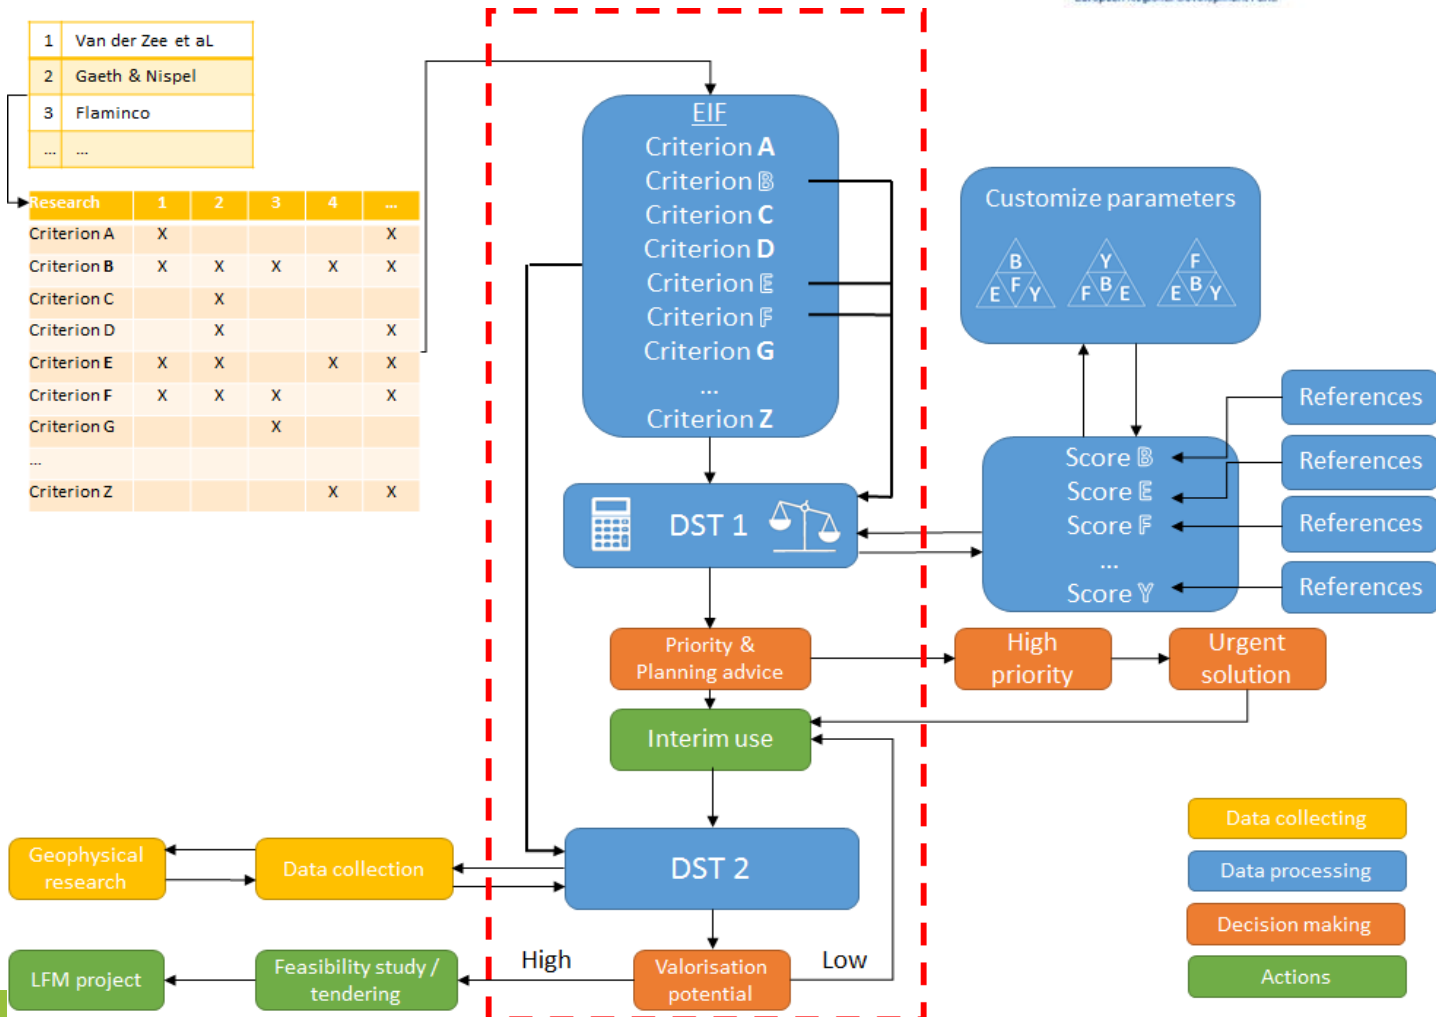 1 Van der Zee et aL
2 Gaeth & Nispel
3 Flaminco
... ...
Research 1 2 3 4 ...
Criterion A X X
Criterion B X X X X X
Criterion C X
Criterion D X X
Criterion E X X X X
Criterion F X X X X
Criterion G X
...
Criterion Z X X
EIF
Criterion A
Criterion B
Criterion C
Criterion D
Criterion E
Criterion F
Criterion G
...
Criterion Z
Customize parameters
B
E F Y
Y
F B E
F
E B Y
References
References
References
References
Score B
Score E
Score F
...
Score Y
DST 1
Priority &
Planning advice
High
priority
Urgent
solution
Interim use
DST 2
Data collection
Geophysical
research
Valorisation
potential
High
Low
Feasibility study /
tendering
LFM project
Data collecting
Data processing
Decision making
Actions